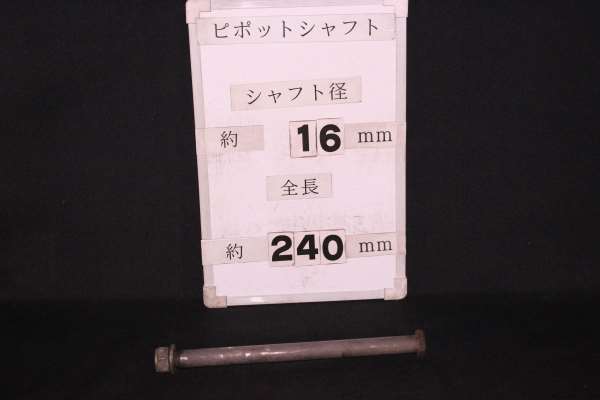 ピポットシャフト
シャフト径
約 16 mm
全長
約 240 mm